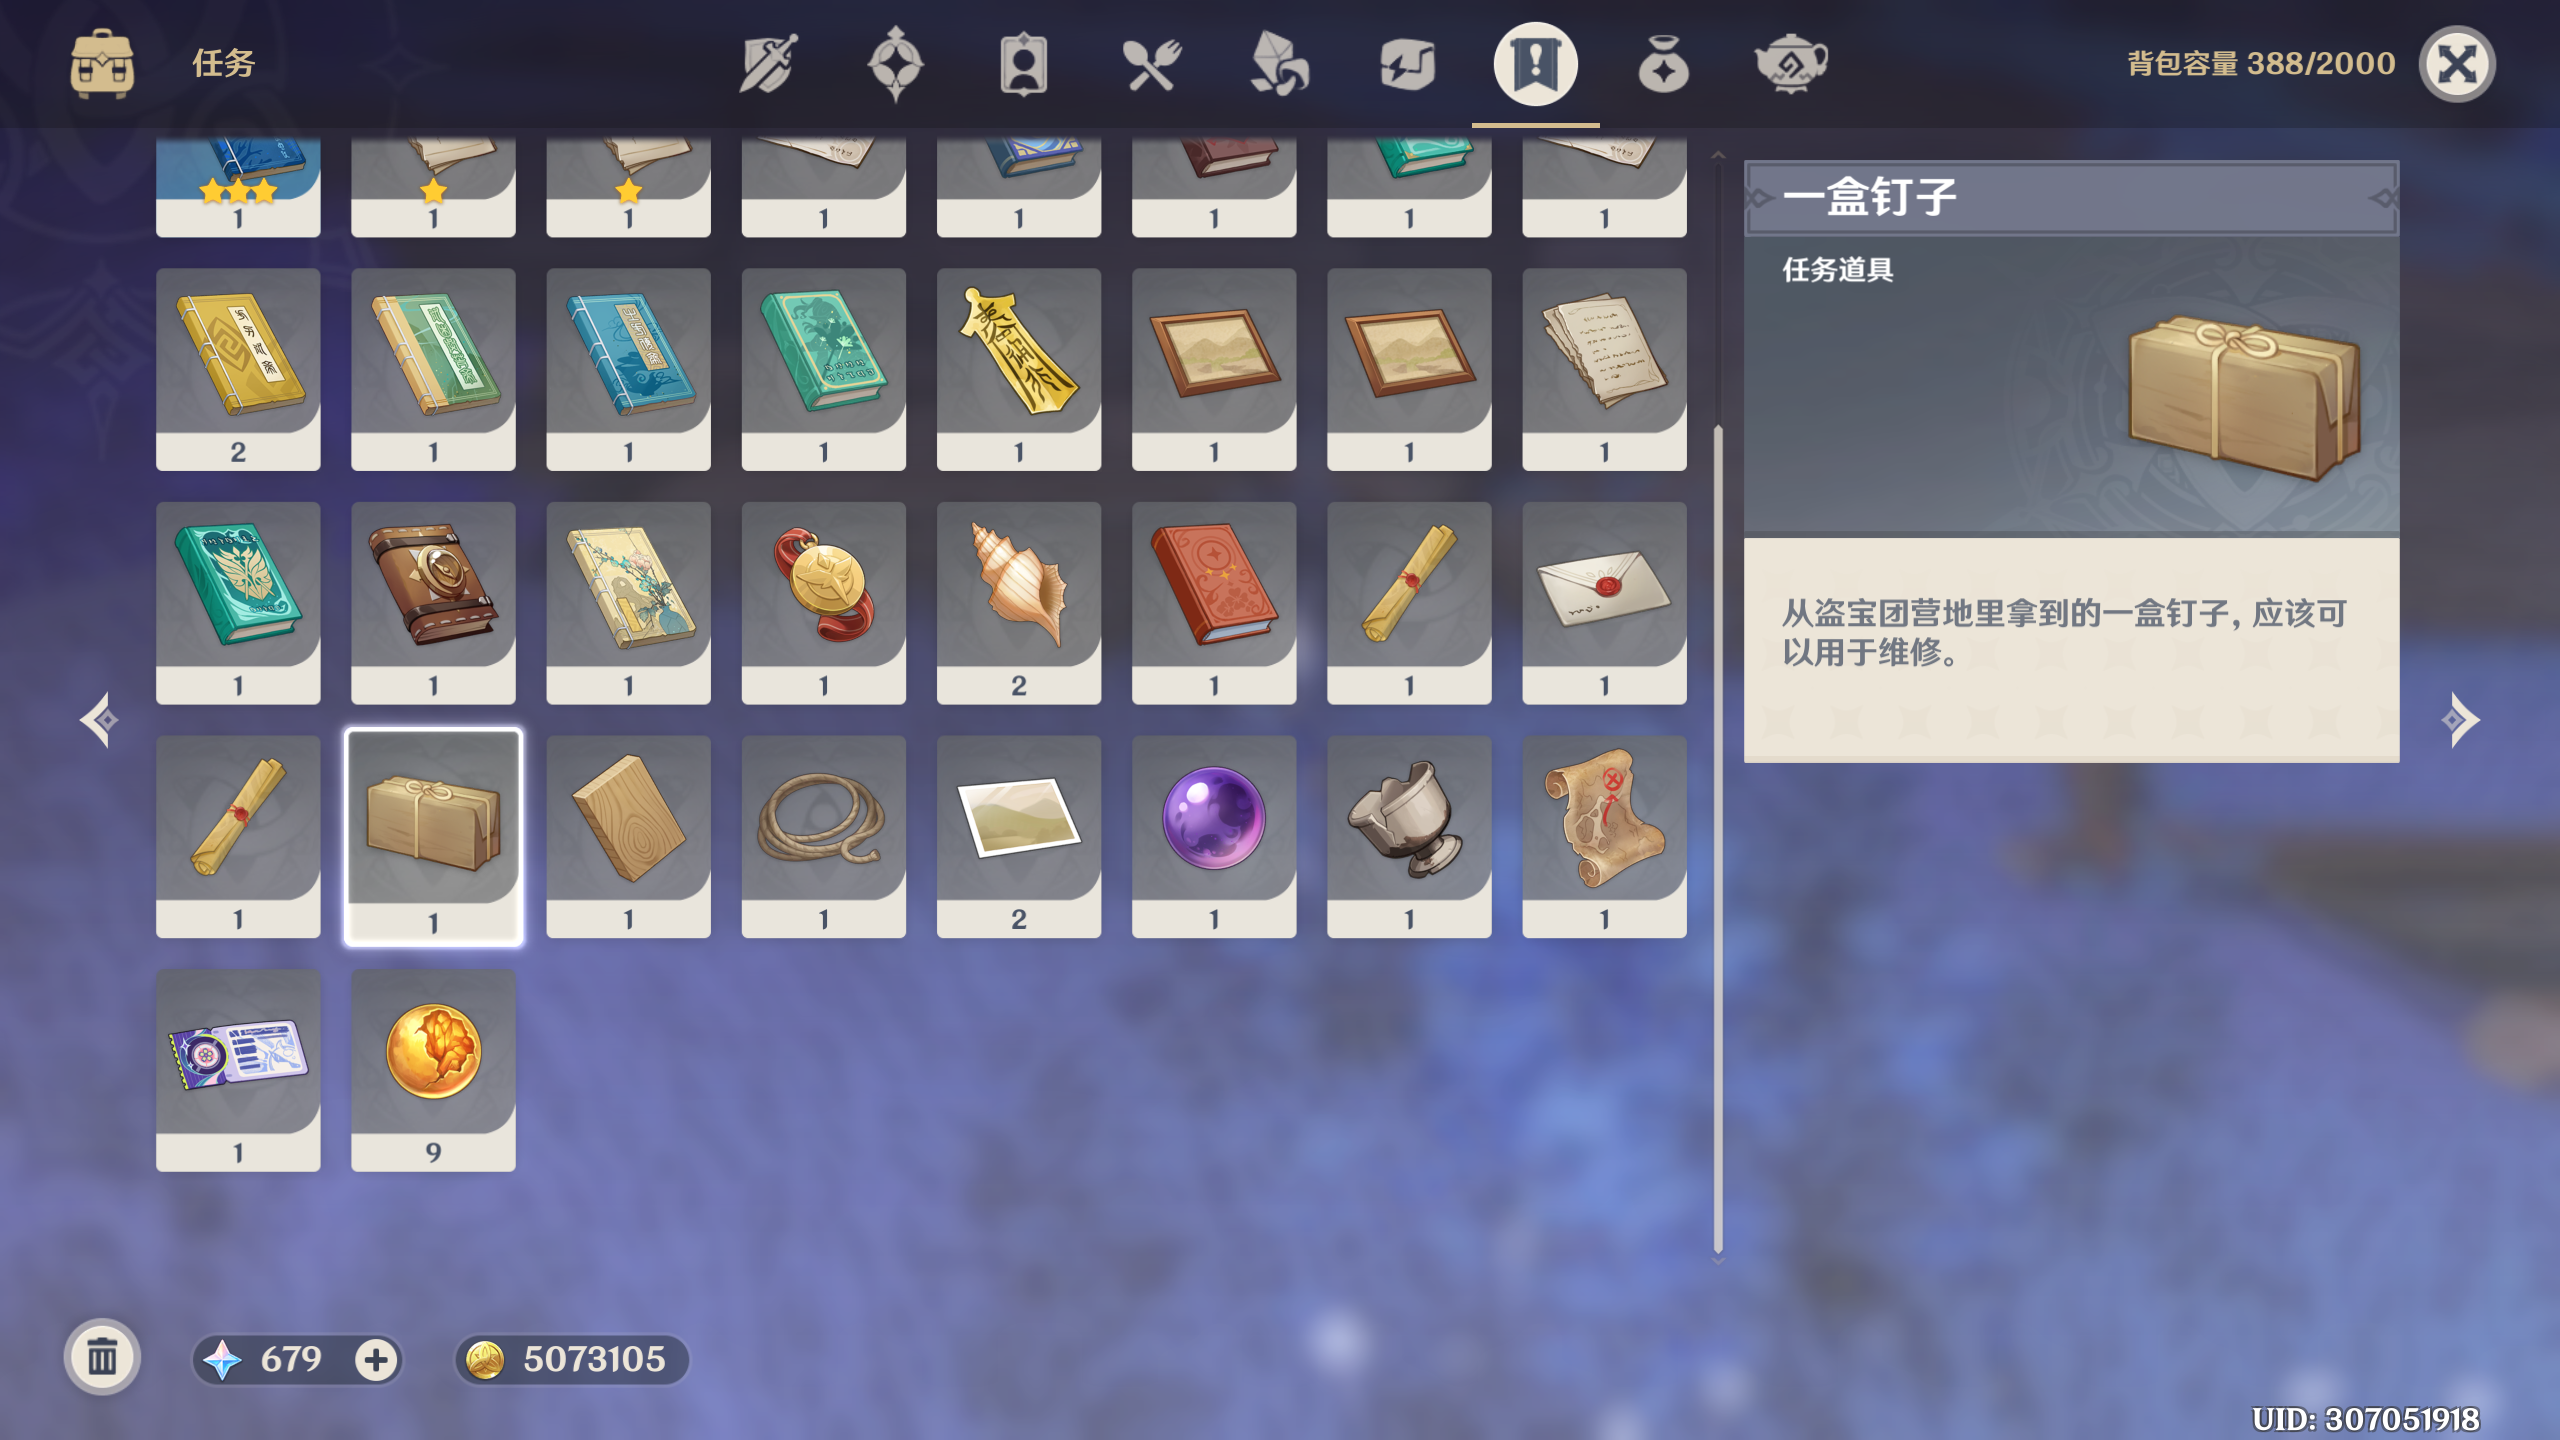 任务
背包容量 388/2000
1 1 1 1 1 1 1 1
2 1 1 1 1 1 1 1
1 1 1 1 2 1 1 1
1 1 1 1 2 1 1 1
1 9
一盒钉子
任务道具
从盗宝团营地里拿到的一盒钉子，应该可
以用于维修。
679
5073105
UID: 307051918